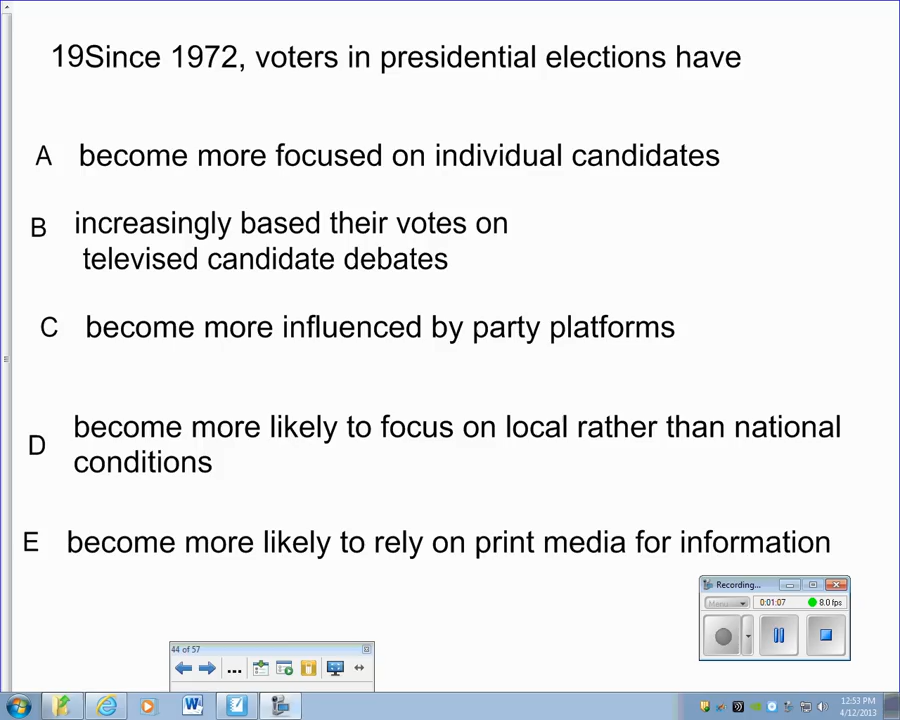 19Since 1972, voters in presidential elections have
A become more focused on individual candidates
B increasingly based their votes on
televised candidate debates
C become more influenced by party platforms
D become more likely to focus on local rather than national
conditions
E become more likely to rely on print media for information
Recording...
Menu
0:01:07
8.0 fps
44 of 57
...
12:53 PM
4/12/2013